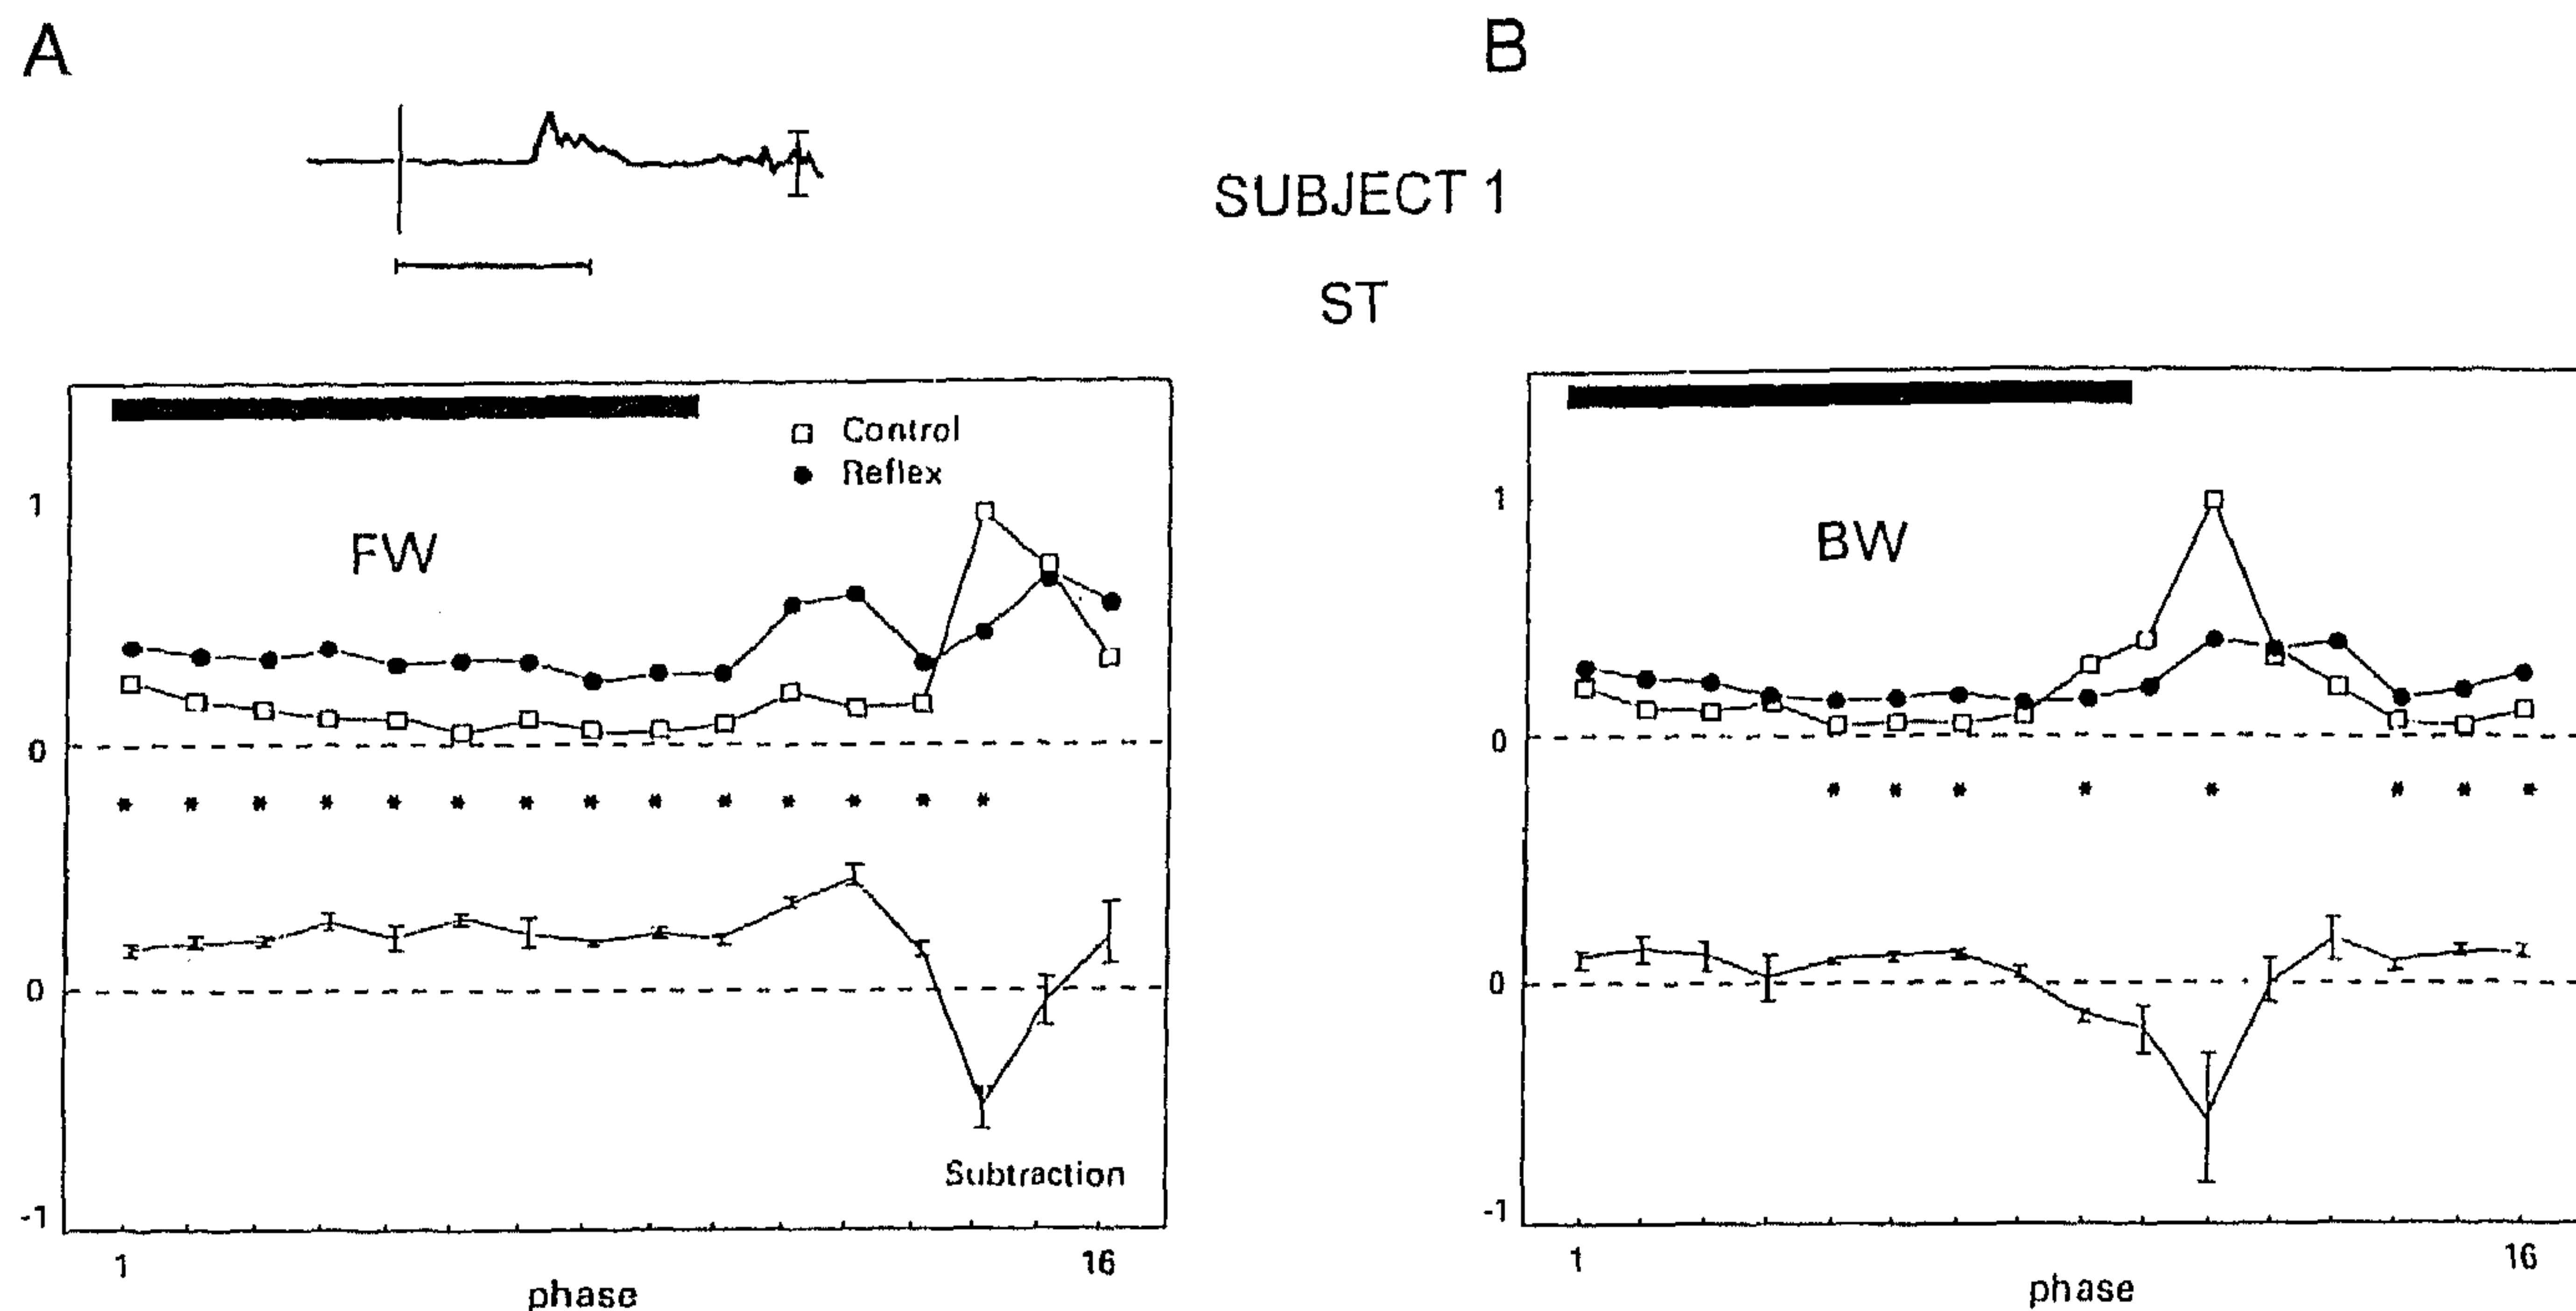 A
B
SUBJECT 1
ST
□ Control
● Reflex
1
FW
0
* * * * * * * * * * * * * *
0
Subtraction
-1
1
16
phase
1
BW
0
* * * * * * * *
0
-1
1
16
phase